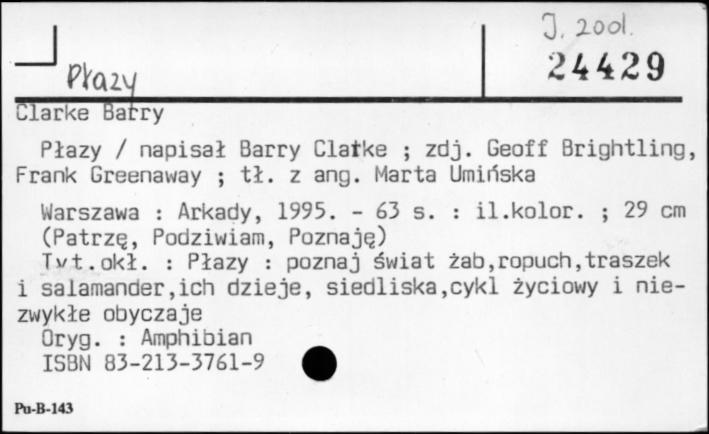 J. 2001.
24429
Płazy
Clarke Barry
Płazy / napisał Barry Clarke ; zdj. Geoff Brightling,
Frank Greenaway ; tł. z ang. Marta Umińska
Warszawa : Arkady, 1995. - 63 s. : il.kolor. ; 29 cm
(Patrzę, Podziwiam, Poznaję)
Tyt.okł. : Płazy : poznaj świat żab,ropuch,traszek
i salamander,ich dzieje, siedliska,cykl życiowy i nie-
zwykłe obyczaje
Oryg. : Amphibian
ISBN 83-213-3761-9
Pu-B-143